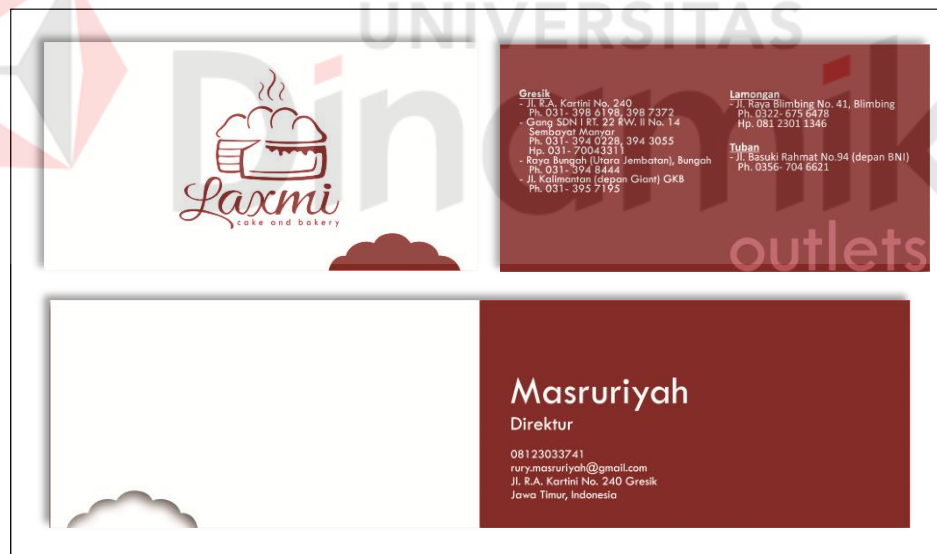 UNIVERSITAS
Dinamik
Laxmi
cake and bakery
Gresik
- Jl. R.A. Kartini No. 240
Ph. 031- 398 6198, 398 7372
- Gang SDN I RT. 22 RW. II No. 14
Sembayat Manyar
Ph. 031- 394 0228, 394 3055
Hp. 031- 70043311
- Raya Bungah (Utara Jembatan), Bungah
Ph. 031- 394 8444
- Jl. Kalimantan (depan Giant) GKB
Ph. 031- 395 7195
Lamongan
- Jl. Raya Blimbing No. 41, Blimbing
Ph. 0322- 675 6478
Hp. 081 2301 1346
Tuban
- Jl. Basuki Rahmat No.94 (depan BNI)
Ph. 0356- 704 6621
outlets
Masruriyah
Direktur
08123033741
rury.masruriyah@gmail.com
Jl. R.A. Kartini No. 240 Gresik
Jawa Timur, Indonesia